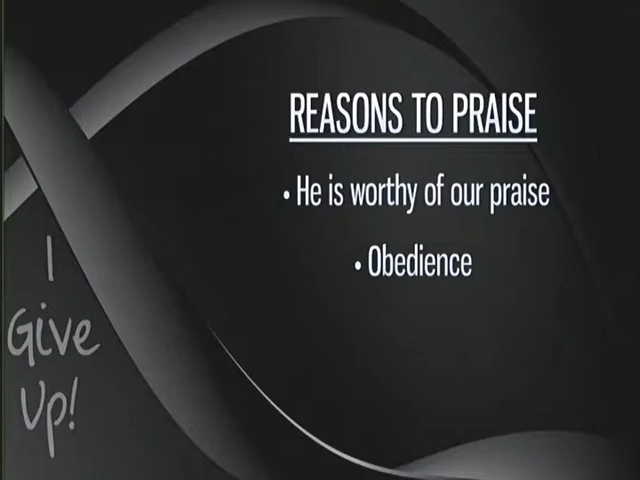 REASONS TO PRAISE
• He is worthy of our praise
• Obedience
I
Give
Up!